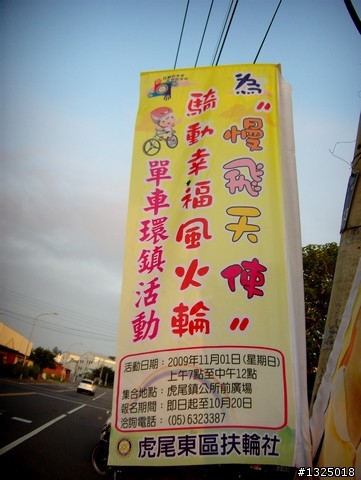 為"慢飛天使"
騎動幸福風火輪
單車環鎮活動
活動日期：2009年11月01日(星期日)
上午7點至中午12點
集合地點：虎尾鎮公所前廣場
報名期間：即日起至10月20日
洽詢電話：(05)6323387
虎尾東區扶輪社
#1325018